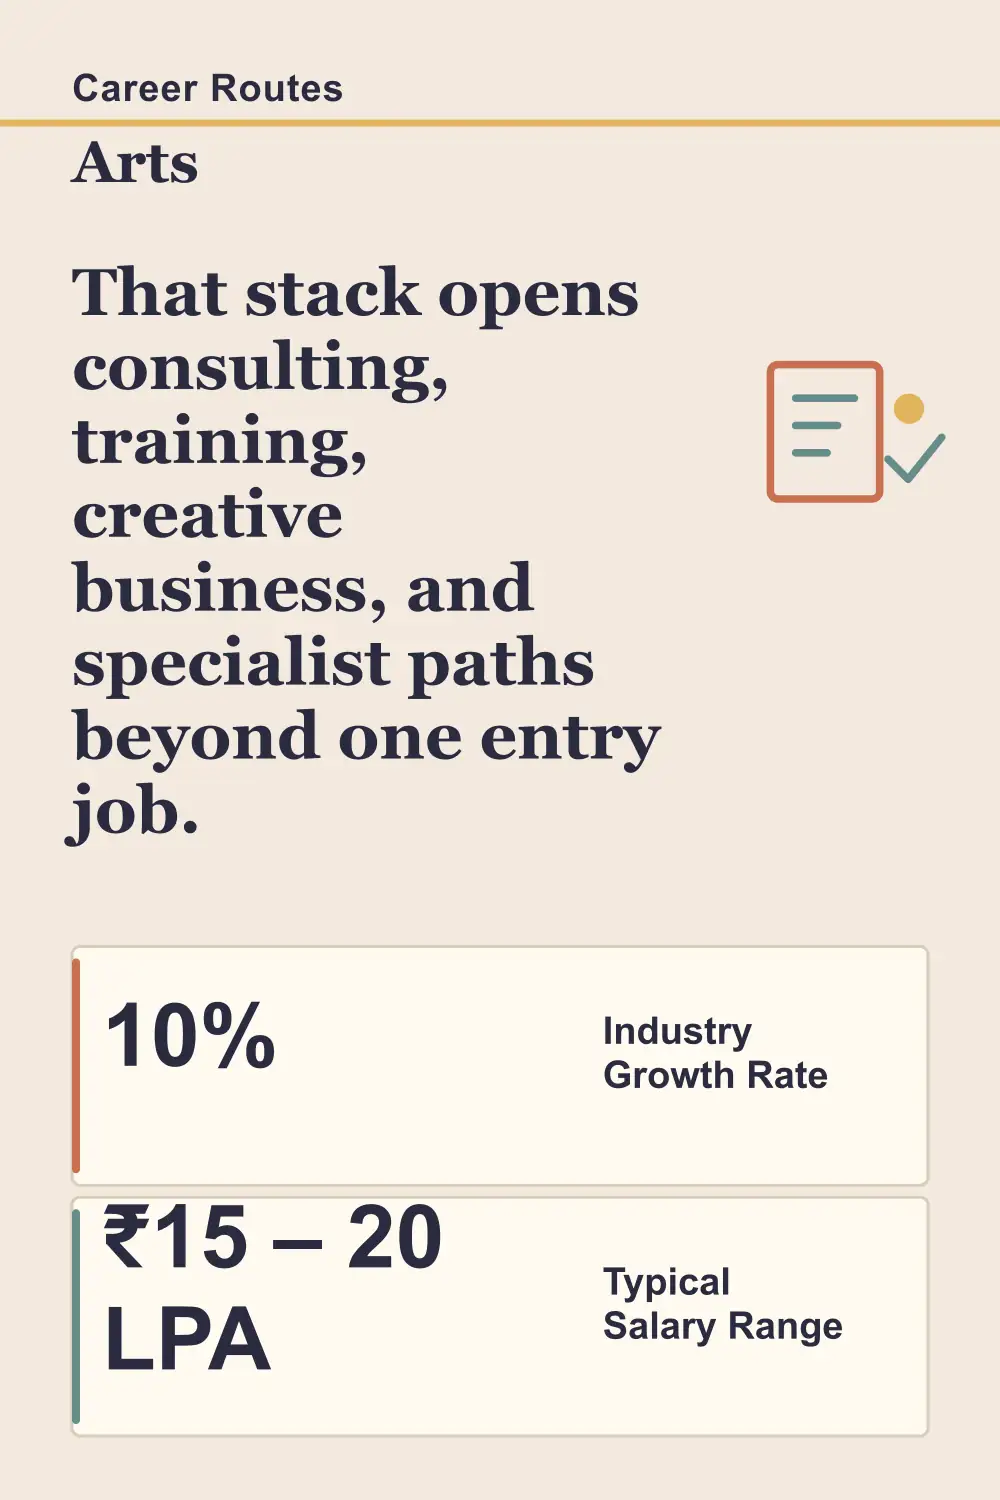 Career Routes
Arts
That stack opens
consulting,
training,
creative
business, and
specialist paths
beyond one entry
job.
10%
Industry
Growth Rate
₹15 – 20
LPA
Typical
Salary Range